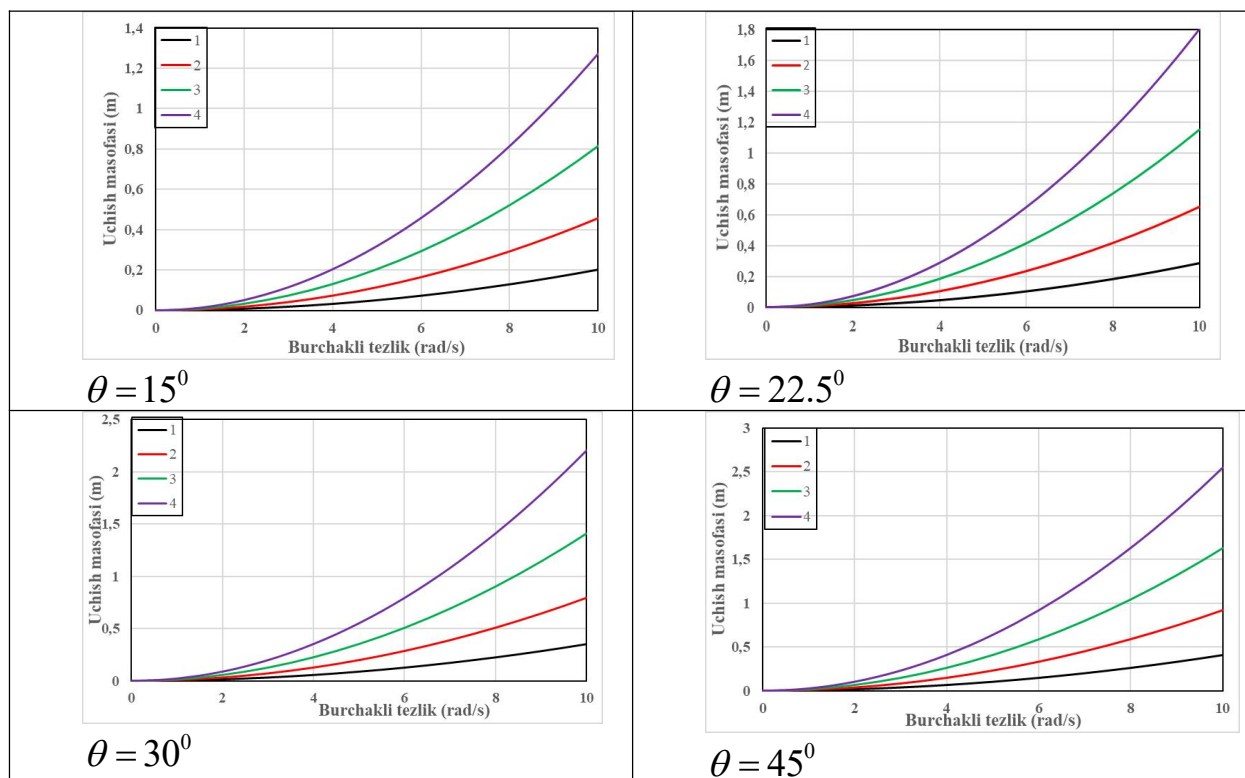 1,4
1,2
1
0,8
0,6
0,4
0,2
0
0 2 4 6 8 10
Uchish masofasi (m)
Burchakli tezlik (rad/s)
1
2
3
4
θ = 15⁰
1,8
1,6
1,4
1,2
1
0,8
0,6
0,4
0,2
0
0 2 4 6 8 10
Uchish masofasi (m)
Burchakli tezlik (rad/s)
1
2
3
4
θ = 22.5⁰
2,5
2
1,5
1
0,5
0
0 2 4 6 8 10
Uchish masofasi (m)
Burchakli tezlik (rad/s)
1
2
3
4
θ = 30⁰
3
2,5
2
1,5
1
0,5
0
0 2 4 6 8 10
Uchish masofasi (m)
Burchakli tezlik (rad/s)
1
2
3
4
θ = 45⁰